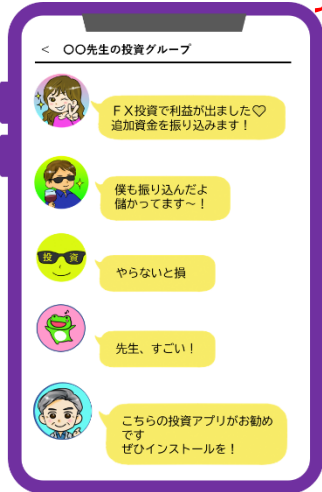 < 〇〇先生の投資グループ
FX投資で利益が出ました♡
追加資金を振り込みます！
僕も振り込んだよ
儲かってます～！
投 資
やらないと損
先生、すごい！
こちらの投資アプリがお勧め
です
ぜひインストールを！